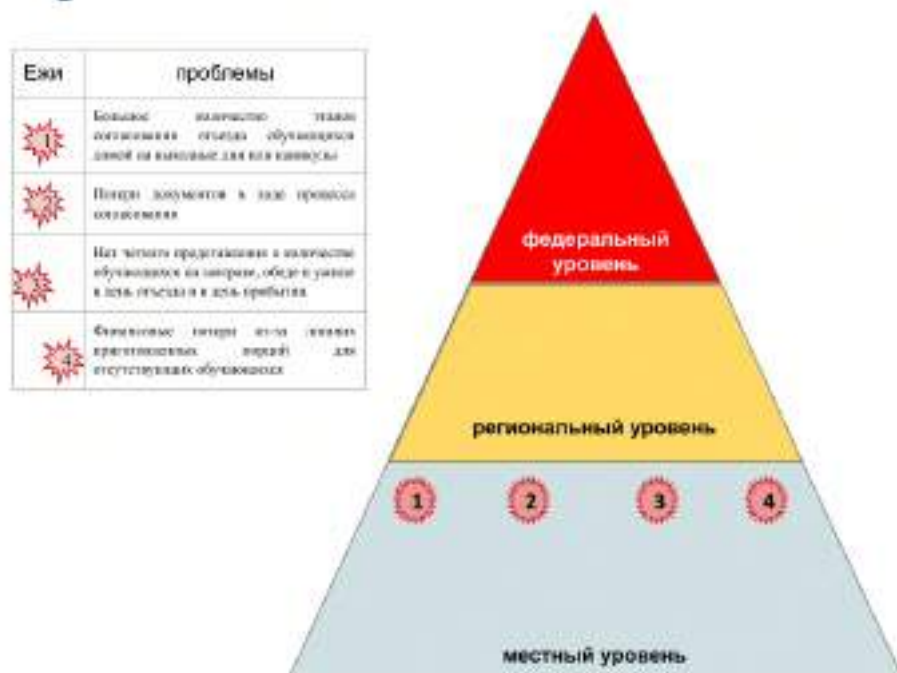 Ежи проблемы
1 Большое количество этапов
согласования отъезда обучающихся
домой на выходные дни или каникулы
2 Потери документов в ходе процесса
согласования
3 Нет четкого представления о количестве
обучающихся на завтраке, обеде и ужине
в день отъезда и в день прибытия
4 Финансовые потери из-за лишних
приготовленных порций для
отсутствующих обучающихся
федеральный
уровень
региональный уровень
1 2 3 4
местный уровень